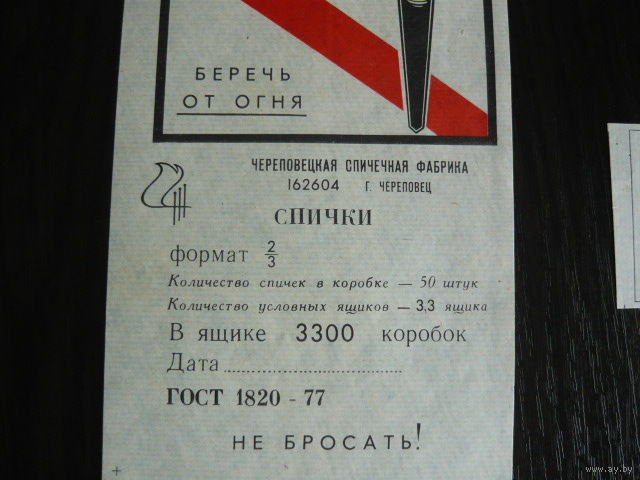 БЕРЕЧЬ
ОТ ОГНЯ
ЧЕРЕПОВЕЦКАЯ СПИЧЕЧНАЯ ФАБРИКА
162604 Г. ЧЕРЕПОВЕЦ
СПИЧКИ
формат 2/3
Количество спичек в коробке — 50 штук
Количество условных ящиков — 3,3 ящика
В ящике 3300 коробок
Дата
ГОСТ 1820 - 77
НЕ БРОСАТЬ!
www.ay.by